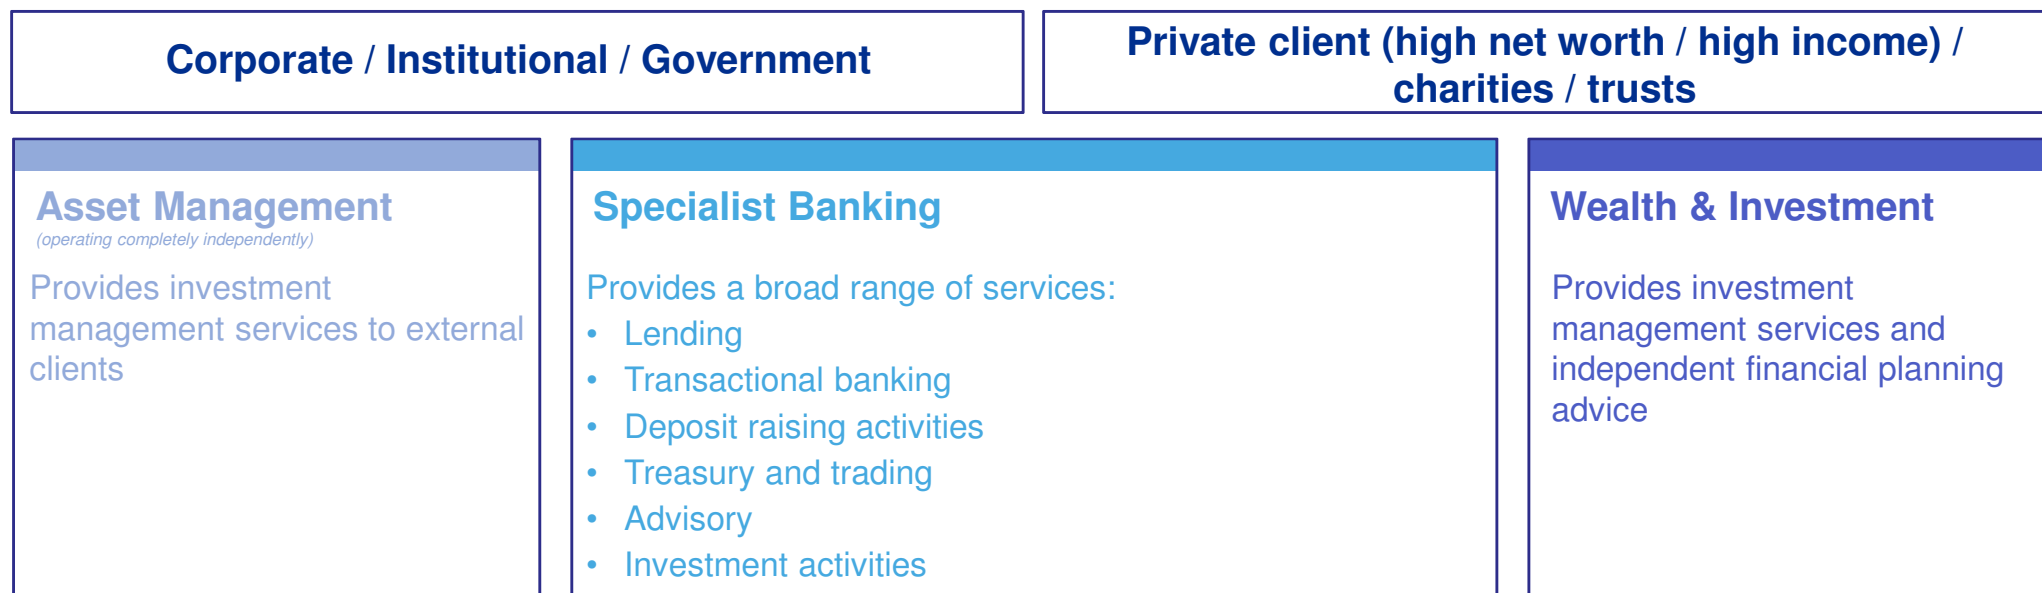 Corporate / Institutional / Government
Private client (high net worth / high income) /
charities / trusts
Asset Management
(operating completely independently)
Provides investment
management services to external
clients
Specialist Banking
Provides a broad range of services:
• Lending
• Transactional banking
• Deposit raising activities
• Treasury and trading
• Advisory
• Investment activities
Wealth & Investment
Provides investment
management services and
independent financial planning
advice